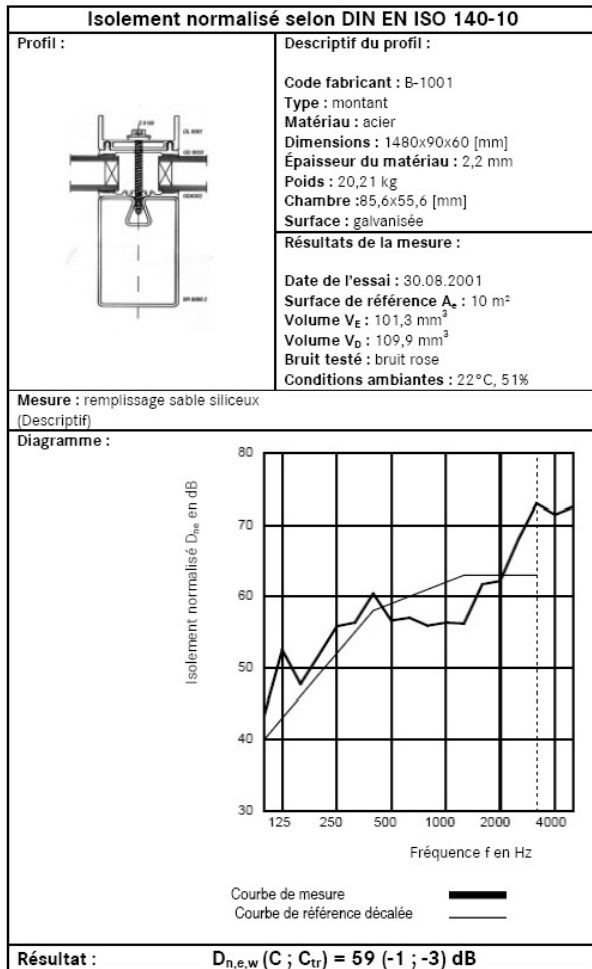 Isolement normalisé selon DIN EN ISO 140-10
Profil :
Descriptif du profil :
Code fabricant : B-1001
Type : montant
Matériau : acier
Dimensions : 1480x90x60 [mm]
Épaisseur du matériau : 2,2 mm
Poids : 20,21 kg
Chambre :85,6x55,6 [mm]
Surface : galvanisée
Résultats de la mesure :
Date de l'essai : 30.08.2001
Surface de référence Ae : 10 m²
Volume VE : 101,3 mm³
Volume VD : 109,9 mm³
Bruit testé : bruit rose
Conditions ambiantes : 22°C, 51%
Mesure : remplissage sable siliceux
(Descriptif)
Diagramme :
Isolement normalisé Dne en dB
80
70
60
50
40
30
125 250 500 1000 2000 4000
Fréquence f en Hz
Courbe de mesure
Courbe de référence décalée
Résultat : Dn,e,w (C ; Ctr) = 59 (-1 ; -3) dB